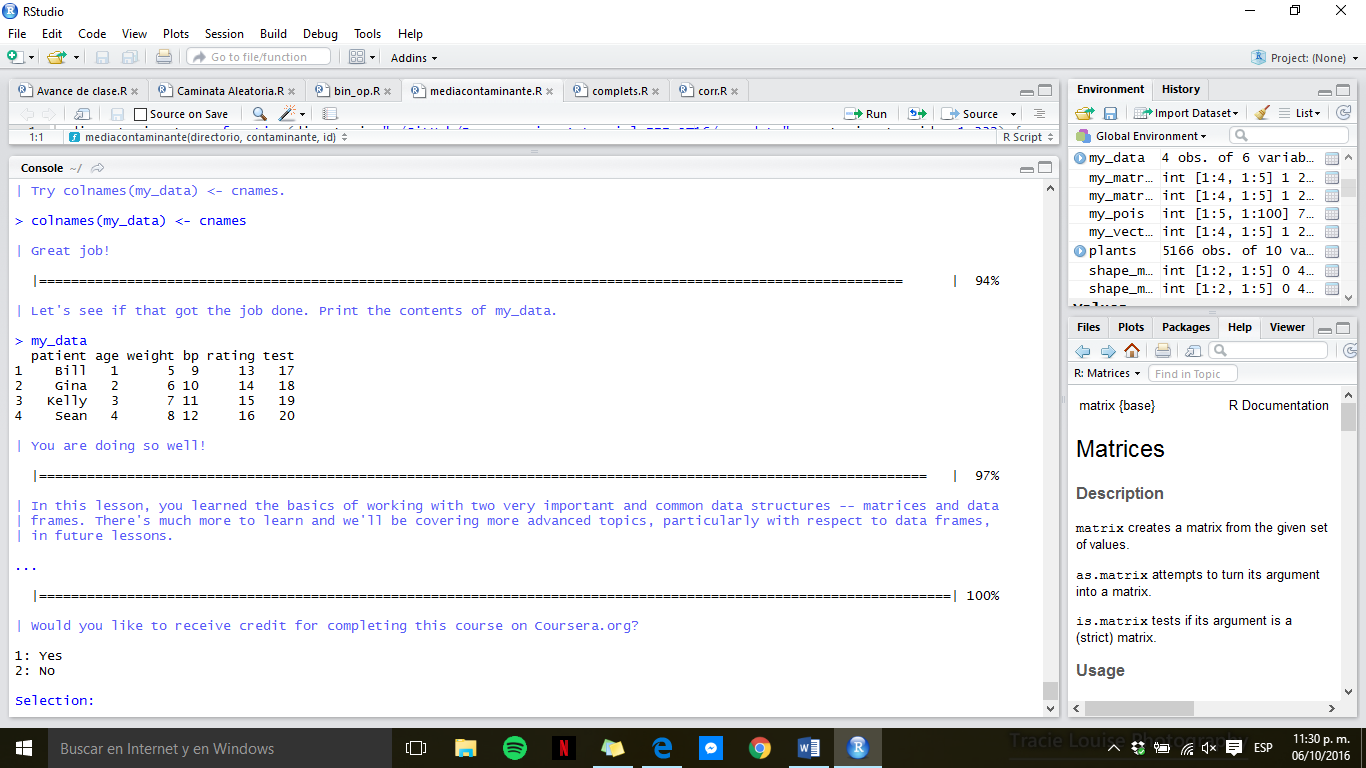 RStudio
File Edit Code View Plots Session Build Debug Tools Help
Go to file/function Addins Project: (None)
Avance de clase.R Caminata Aleatoria.R bin_op.R mediacontaminante.R complets.R corr.R
Source on Save Run Source
1:1 mediacontaminante(directorio, contaminante, id) R Script
Console ~/
| Try colnames(my_data) <- cnames.
> colnames(my_data) <- cnames
| Great job!
|==================================================================================================================| 94%
| Let's see if that got the job done. Print the contents of my_data.
> my_data
patient age weight bp rating test
1 Bill 1 5 9 13 17
2 Gina 2 6 10 14 18
3 Kelly 3 7 11 15 19
4 Sean 4 8 12 16 20
| You are doing so well!
|=====================================================================================================================| 97%
| In this lesson, you learned the basics of working with two very important and common data structures -- matrices and data
| frames. There's much more to learn and we'll be covering more advanced topics, particularly with respect to data frames,
| in future lessons.
...
|========================================================================================================================| 100%
| Would you like to receive credit for completing this course on Coursera.org?
1: Yes
2: No
Selection:
Environment History
Import Dataset List
Global Environment
my_data 4 obs. of 6 variab…
my_matr… int [1:4, 1:5] 1 2…
my_matr… int [1:4, 1:5] 1 2…
my_pois int [1:5, 1:100] 7…
my_vect… int [1:4, 1:5] 1 2…
plants 5166 obs. of 10 va…
shape_m… int [1:2, 1:5] 0 4…
shape_m… int [1:2, 1:5] 0 4…
Files Plots Packages Help Viewer
R: Matrices Find in Topic
matrix {base} R Documentation
Matrices
Description
matrix creates a matrix from the given set
of values.
as.matrix attempts to turn its argument
into a matrix.
is.matrix tests if its argument is a
(strict) matrix.
Usage
Buscar en Internet y en Windows
Tracie Louise Photography
ESP
11:30 p. m.
06/10/2016